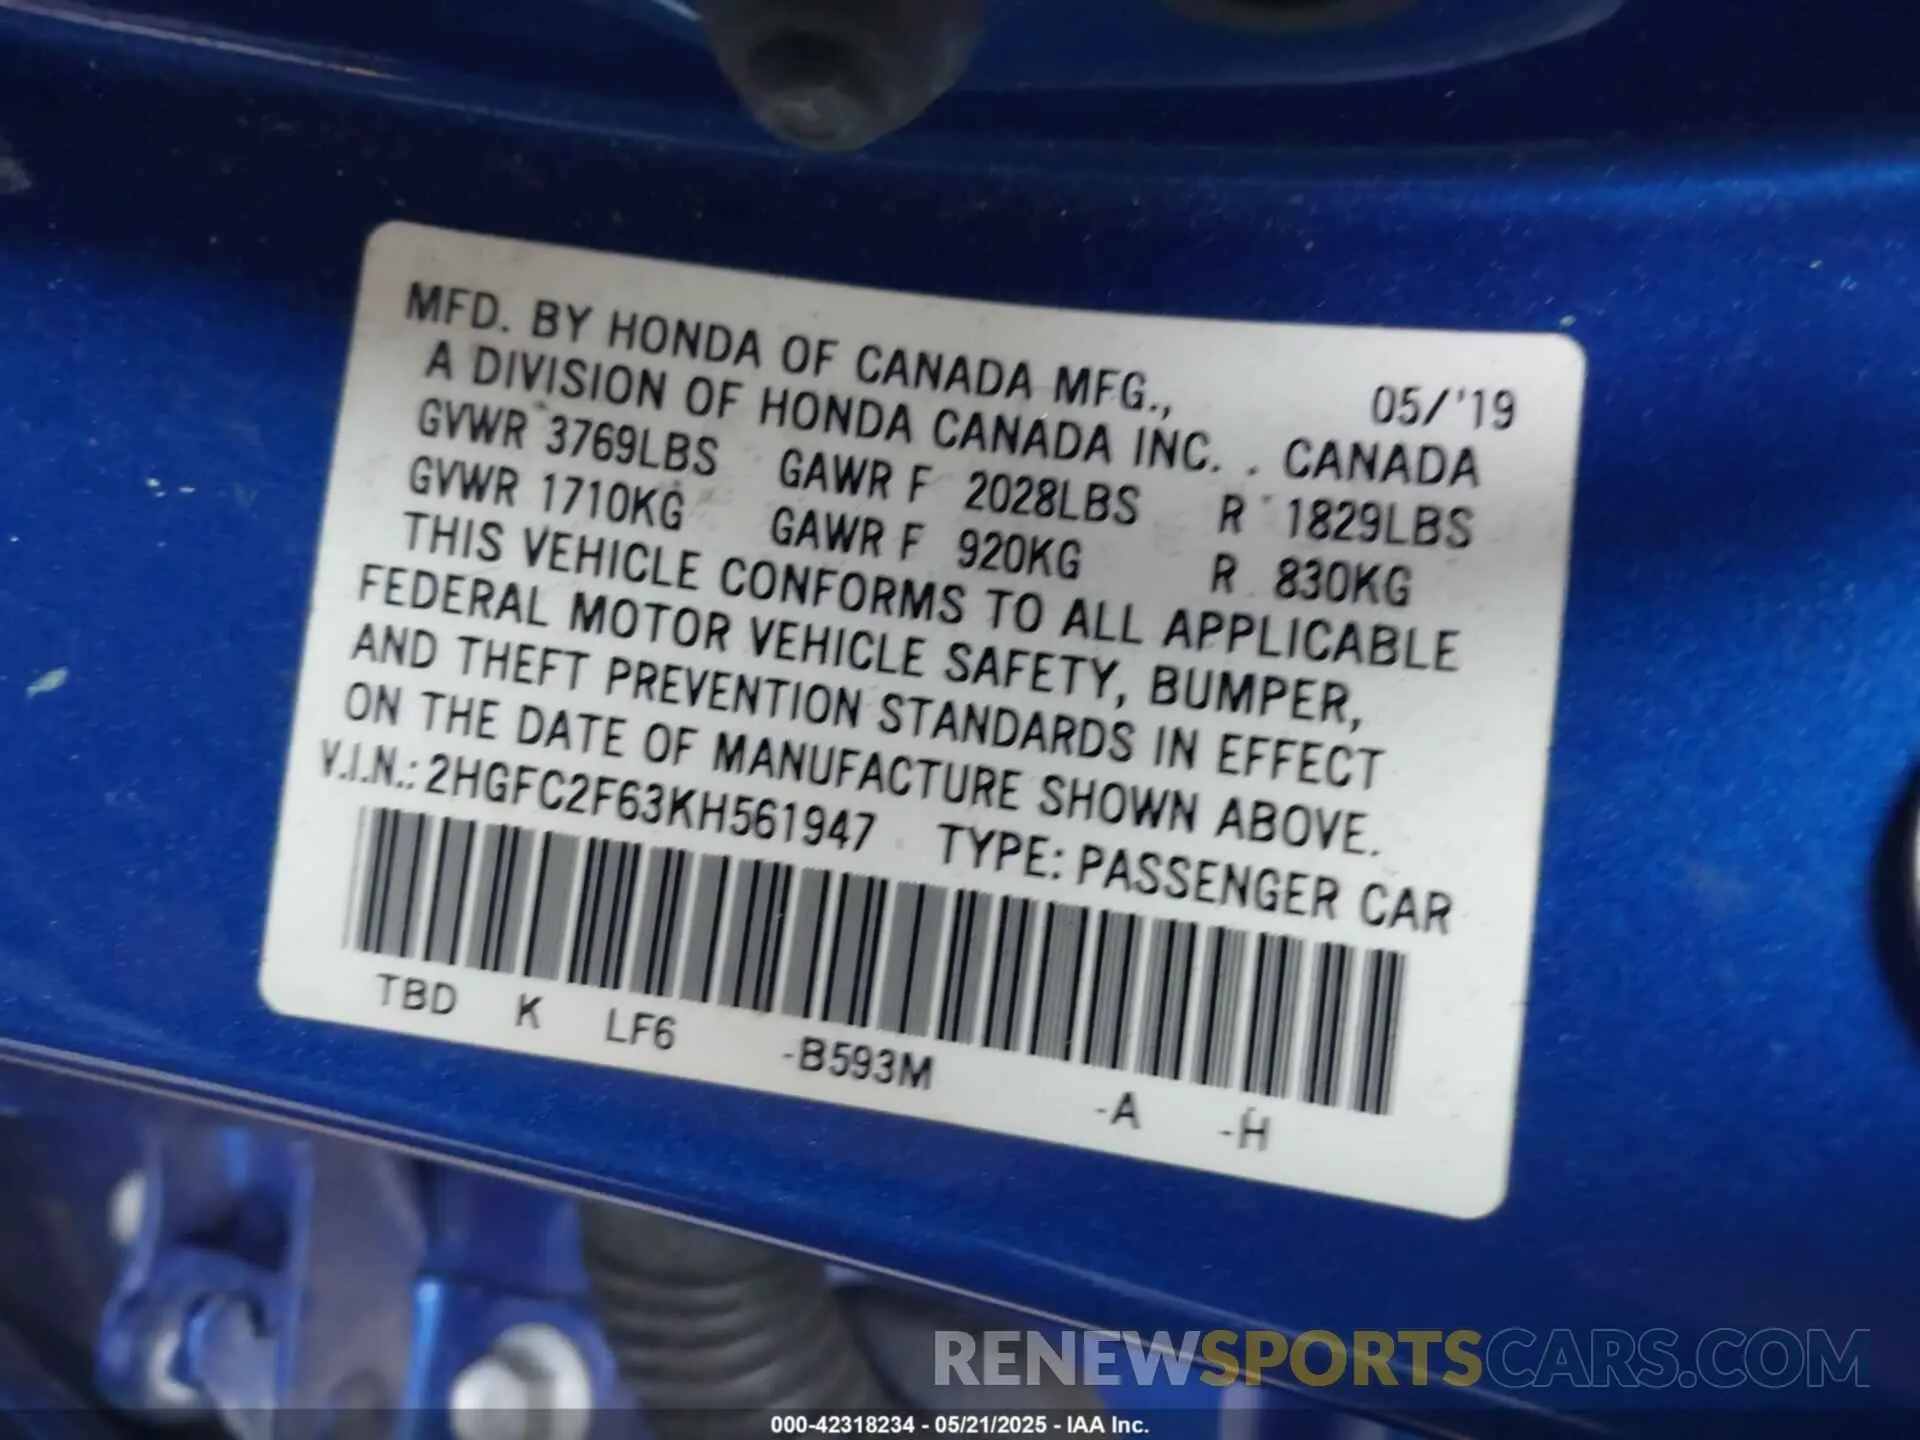 MFD. BY HONDA OF CANADA MFG., 05/'19
A DIVISION OF HONDA CANADA INC. . CANADA
GVWR 3769LBS GAWR F 2028LBS R 1829LBS
GVWR 1710KG GAWR F 920KG R 830KG
THIS VEHICLE CONFORMS TO ALL APPLICABLE
FEDERAL MOTOR VEHICLE SAFETY, BUMPER,
AND THEFT PREVENTION STANDARDS IN EFFECT
ON THE DATE OF MANUFACTURE SHOWN ABOVE.
V.I.N.: 2HGFC2F63KH561947 TYPE: PASSENGER CAR
TBD K LF6 -B593M -A -H
RENEWSPORTSCARS.COM
000-42318234 - 05/21/2025 - IAA Inc.